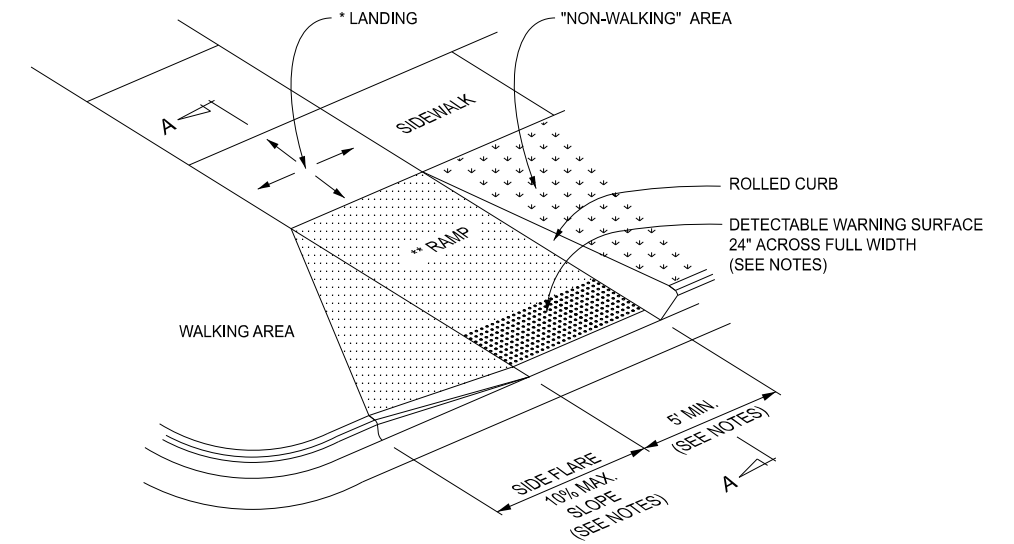 * LANDING
"NON-WALKING" AREA
A
SIDEWALK
ROLLED CURB
DETECTABLE WARNING SURFACE
24" ACROSS FULL WIDTH
(SEE NOTES)
** RAMP
WALKING AREA
5' MIN.
(SEE NOTES)
SIDE FLARE
10% MAX.
SLOPE
(SEE NOTES)
A